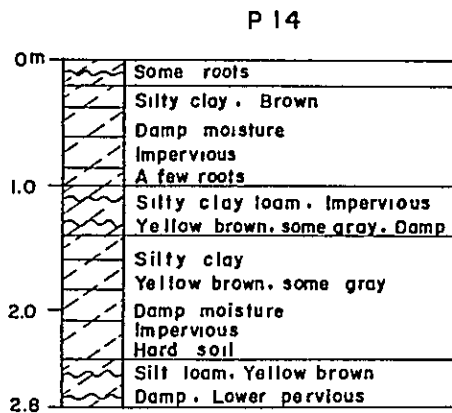 P 14
0m
Some roots
Silty clay. Brown
Damp moisture
Impervious
A few roots
1.0
Silty clay loam. Impervious
Yellow brown. some gray. Damp
Silty clay
Yellow brown. some gray
2.0
Damp moisture
Impervious
Hard soil
Silt loam. Yellow brown
2.8
Damp. Lower pervious